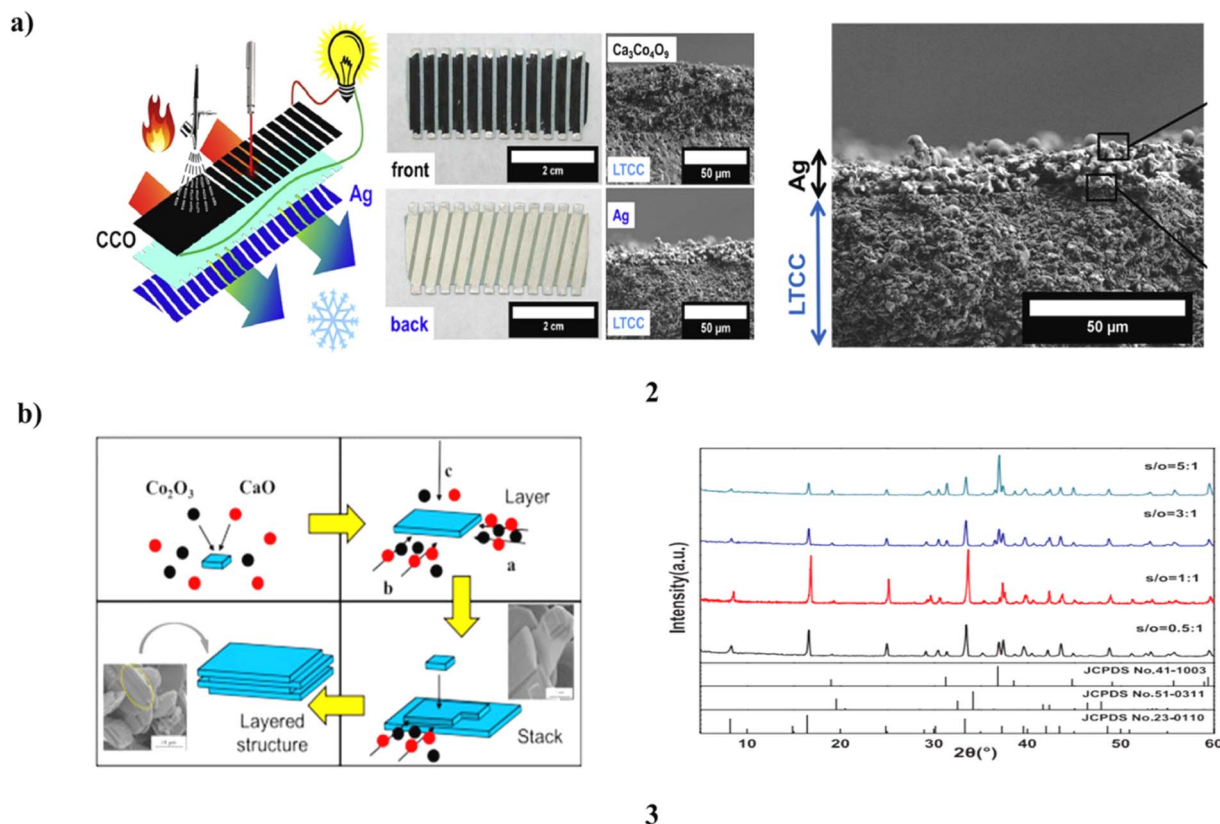 a)
CCO
Ag
front
2 cm
back
2 cm
Ca₃Co₄O₉
LTCC
50 µm
Ag
LTCC
50 µm
Ag
LTCC
50 µm
2
b)
Co₂O₃
CaO
c
Layer
a
b
Layered
structure
Stack
Intensity(a.u.)
s/o=5:1
s/o=3:1
s/o=1:1
s/o=0.5:1
JCPDS No.41-1003
JCPDS No.51-0311
JCPDS No.23-0110
10 20 30 40 50 60
2θ(°)
3